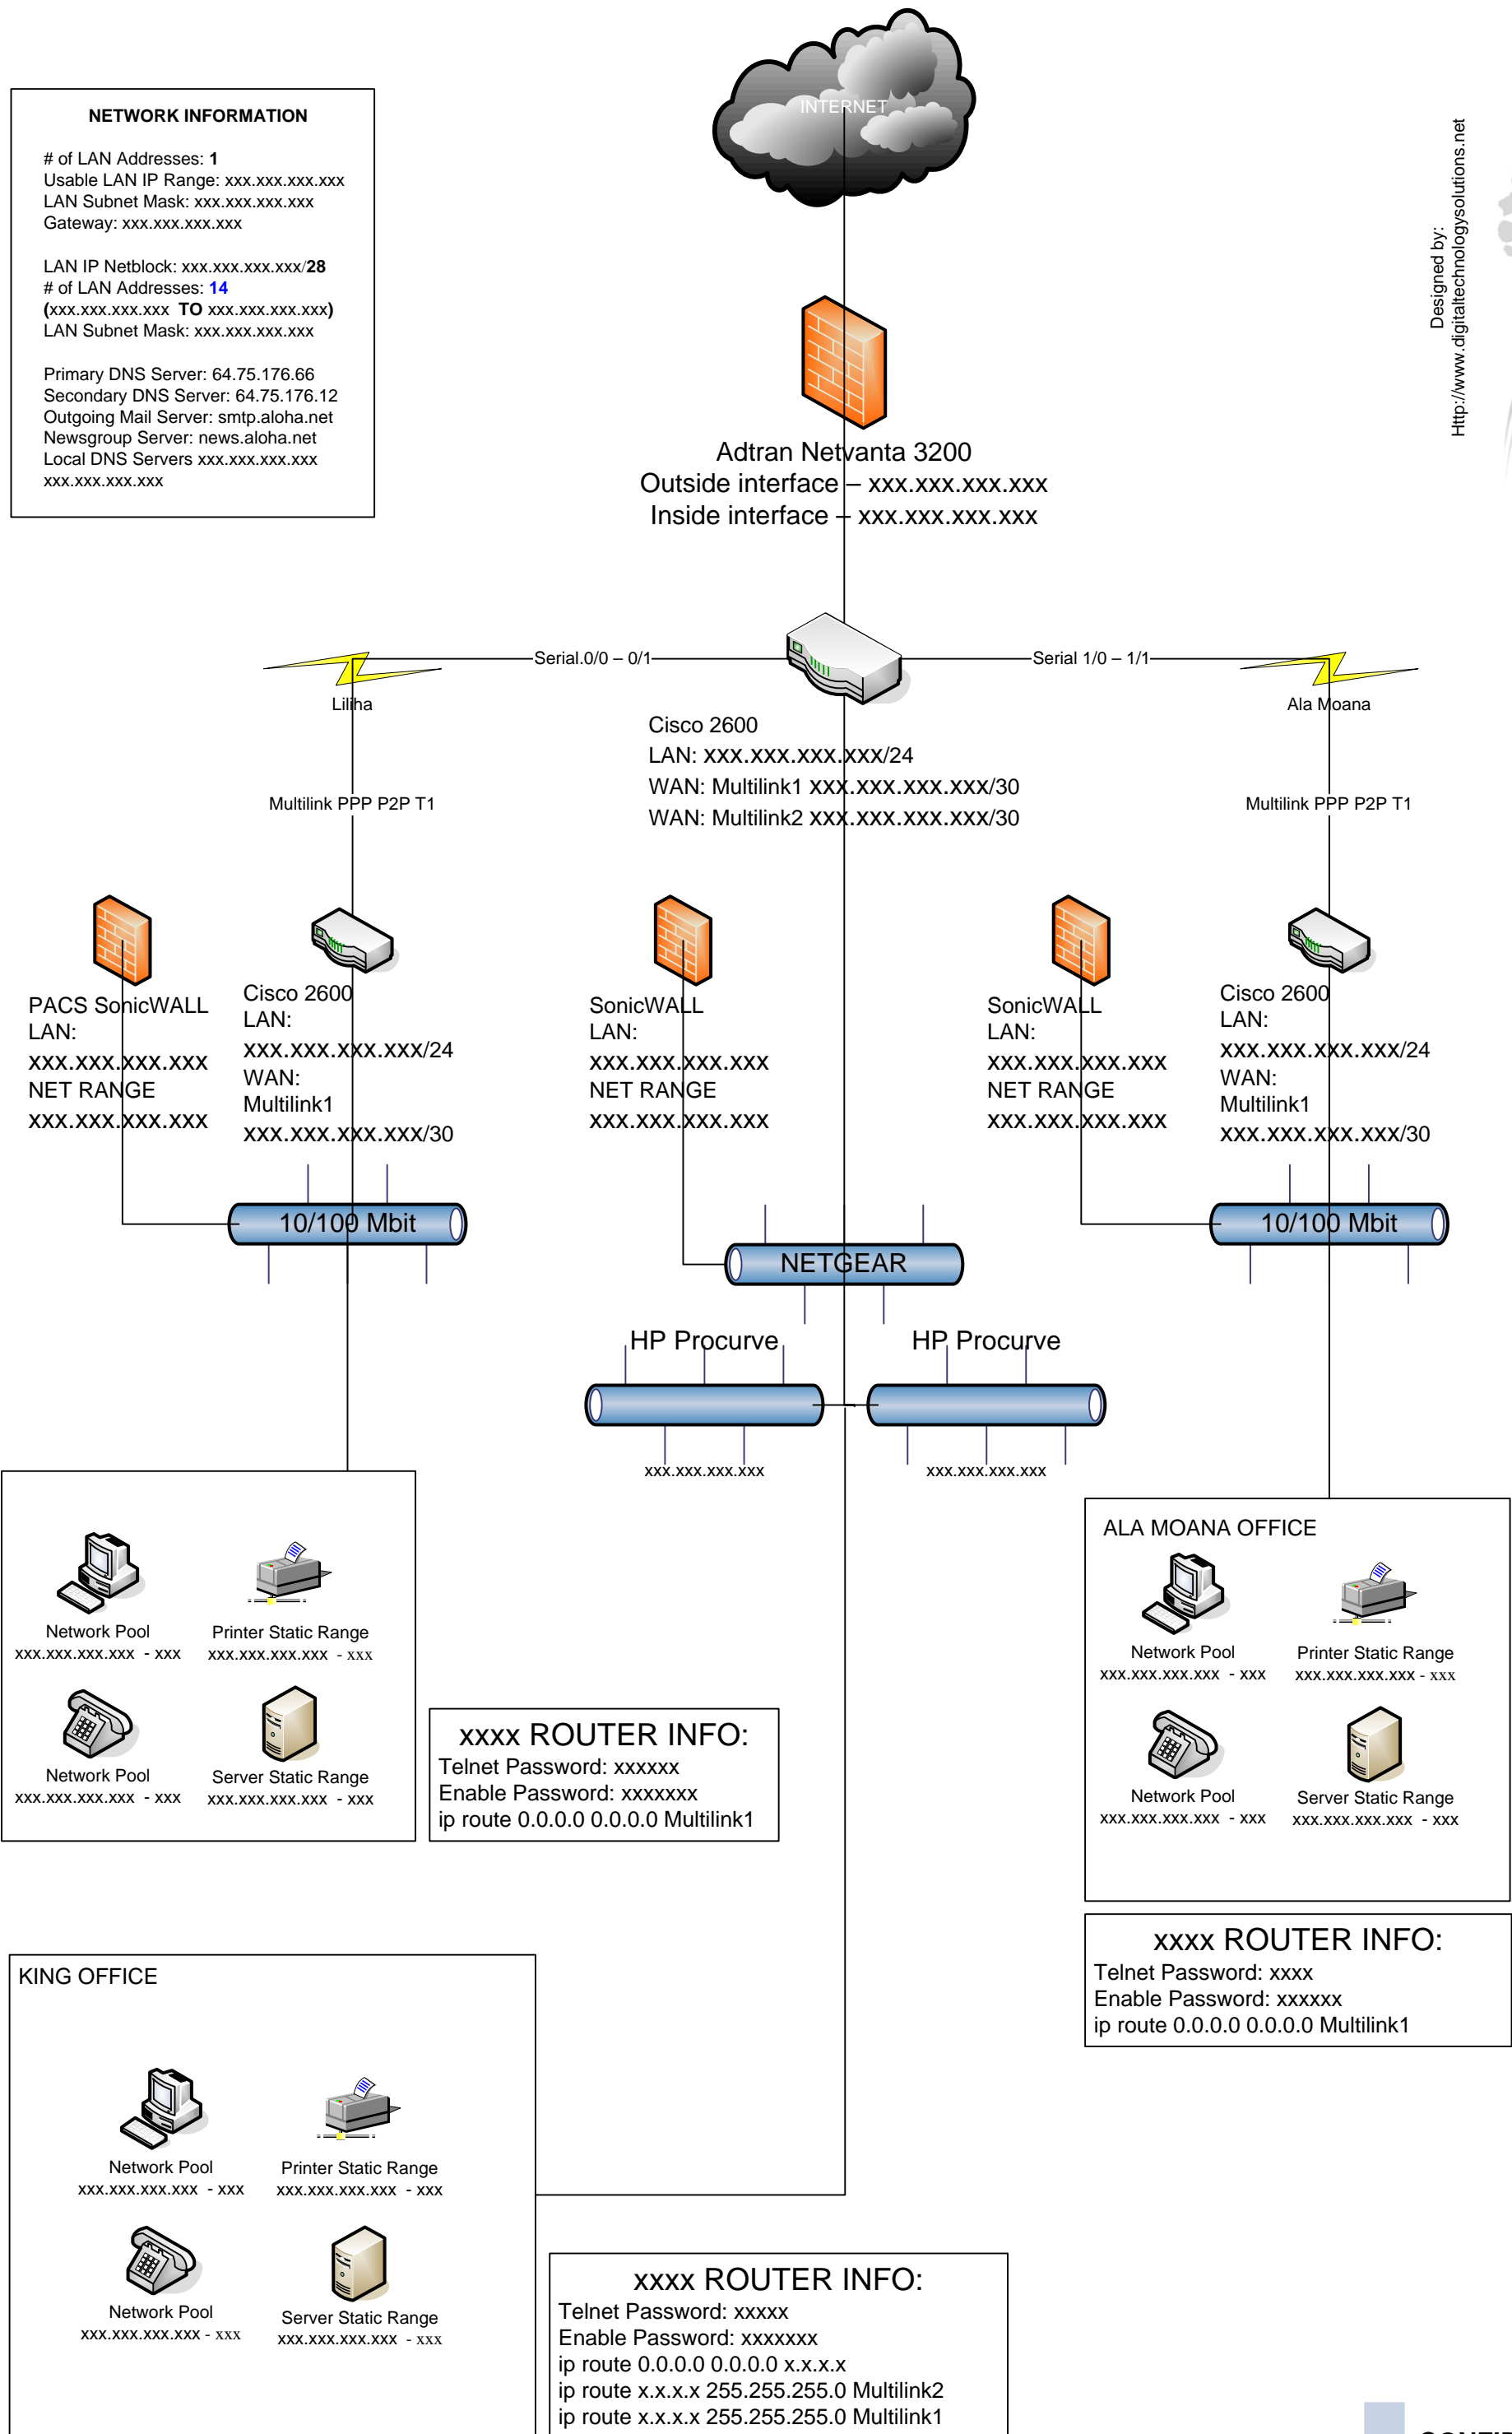 INTERNET
NETWORK INFORMATION
# of LAN Addresses: 1
Usable LAN IP Range: xxx.xxx.xxx.xxx
LAN Subnet Mask: xxx.xxx.xxx.xxx
Gateway: xxx.xxx.xxx.xxx
LAN IP Netblock: xxx.xxx.xxx.xxx/28
# of LAN Addresses: 14
(xxx.xxx.xxx.xxx TO xxx.xxx.xxx.xxx)
LAN Subnet Mask: xxx.xxx.xxx.xxx
Primary DNS Server: 64.75.176.66
Secondary DNS Server: 64.75.176.12
Outgoing Mail Server: smtp.aloha.net
Newsgroup Server: news.aloha.net
Local DNS Servers xxx.xxx.xxx.xxx
xxx.xxx.xxx.xxx
Designed by:
Http://www.digitaltechnologysolutions.net
Adtran Netvanta 3200
Outside interface – xxx.xxx.xxx.xxx
Inside interface – xxx.xxx.xxx.xxx
Serial.0/0 – 0/1
Serial 1/0 – 1/1
Liliha
Ala Moana
Cisco 2600
LAN: xxx.xxx.xxx.xxx/24
WAN: Multilink1 xxx.xxx.xxx.xxx/30
WAN: Multilink2 xxx.xxx.xxx.xxx/30
Multilink PPP P2P T1
Multilink PPP P2P T1
PACS SonicWALL
LAN:
xxx.xxx.xxx.xxx
NET RANGE
xxx.xxx.xxx.xxx
Cisco 2600
LAN:
xxx.xxx.xxx.xxx/24
WAN:
Multilink1
xxx.xxx.xxx.xxx/30
SonicWALL
LAN:
xxx.xxx.xxx.xxx
NET RANGE
xxx.xxx.xxx.xxx
SonicWALL
LAN:
xxx.xxx.xxx.xxx
NET RANGE
xxx.xxx.xxx.xxx
Cisco 2600
LAN:
xxx.xxx.xxx.xxx/24
WAN:
Multilink1
xxx.xxx.xxx.xxx/30
10/100 Mbit
NETGEAR
10/100 Mbit
HP Procurve
HP Procurve
xxx.xxx.xxx.xxx
xxx.xxx.xxx.xxx
Network Pool
xxx.xxx.xxx.xxx - xxx
Printer Static Range
xxx.xxx.xxx.xxx - xxx
Network Pool
xxx.xxx.xxx.xxx - xxx
Server Static Range
xxx.xxx.xxx.xxx - xxx
xxxx ROUTER INFO:
Telnet Password: xxxxxx
Enable Password: xxxxxxx
ip route 0.0.0.0 0.0.0.0 Multilink1
ALA MOANA OFFICE
Network Pool
xxx.xxx.xxx.xxx - xxx
Printer Static Range
xxx.xxx.xxx.xxx - xxx
Network Pool
xxx.xxx.xxx.xxx - xxx
Server Static Range
xxx.xxx.xxx.xxx - xxx
xxxx ROUTER INFO:
Telnet Password: xxxx
Enable Password: xxxxxx
ip route 0.0.0.0 0.0.0.0 Multilink1
KING OFFICE
Network Pool
xxx.xxx.xxx.xxx - xxx
Printer Static Range
xxx.xxx.xxx.xxx - xxx
Network Pool
xxx.xxx.xxx.xxx - xxx
Server Static Range
xxx.xxx.xxx.xxx - xxx
xxxx ROUTER INFO:
Telnet Password: xxxxx
Enable Password: xxxxxxx
ip route 0.0.0.0 0.0.0.0 x.x.x.x
ip route x.x.x.x 255.255.255.0 Multilink2
ip route x.x.x.x 255.255.255.0 Multilink1